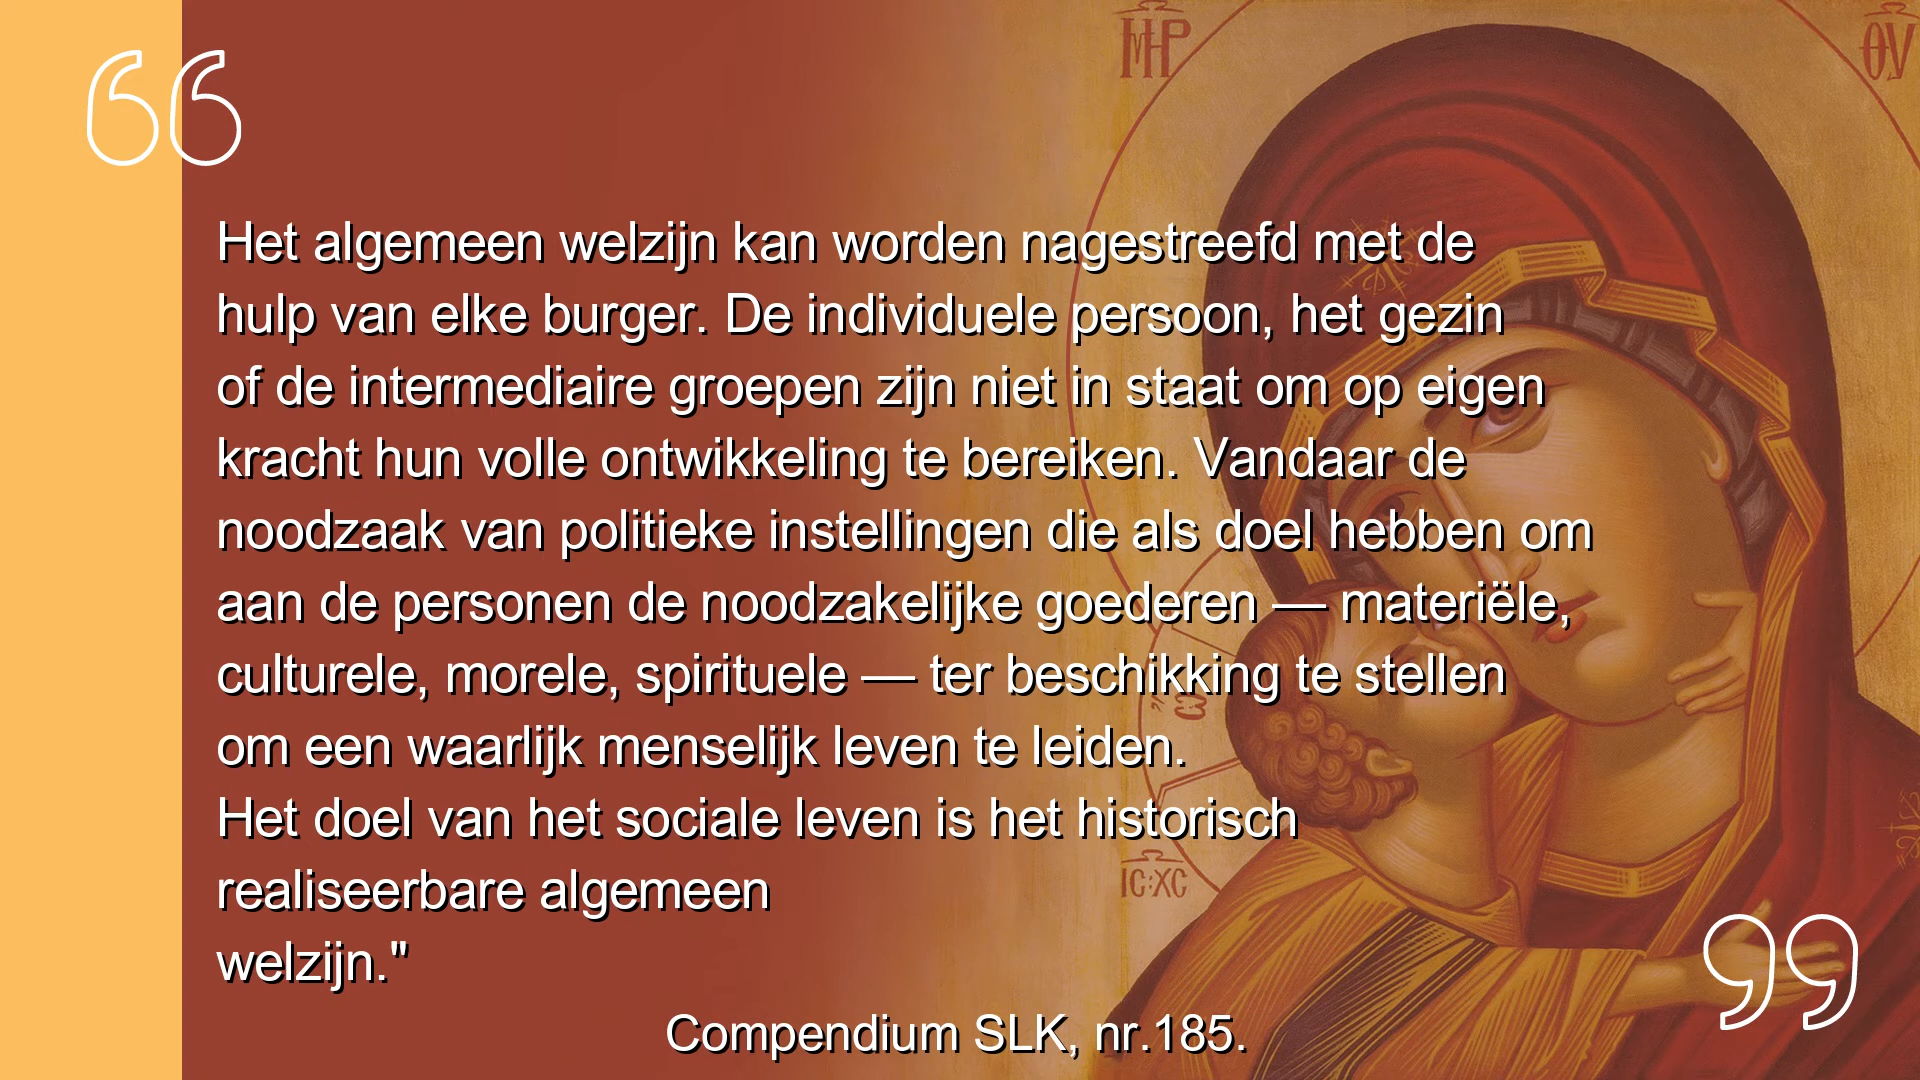 ΜΗΡ ΘΥ
Het algemeen welzijn kan worden nagestreefd met de
hulp van elke burger. De individuele persoon, het gezin
of de intermediaire groepen zijn niet in staat om op eigen
kracht hun volle ontwikkeling te bereiken. Vandaar de
noodzaak van politieke instellingen die als doel hebben om
aan de personen de noodzakelijke goederen — materiële,
culturele, morele, spirituele — ter beschikking te stellen
om een waarlijk menselijk leven te leiden.
Het doel van het sociale leven is het historisch
realiseerbare algemeen
IC:XC
welzijn."
Compendium SLK, nr.185.